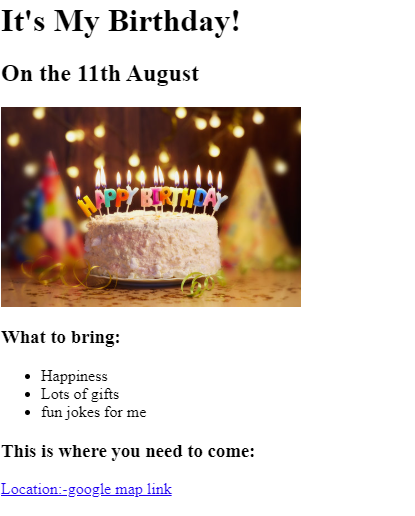 It's My Birthday!
On the 11th August
HAPPY BIRTHDAY
What to bring:
Happiness
Lots of gifts
fun jokes for me
This is where you need to come:
Location:-google map link